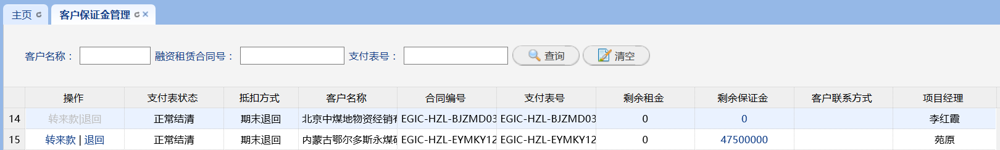 主页 客户保证金管理
客户名称： 融资租赁合同号： 支付表号： 查询 清空
操作 支付表状态 抵扣方式 客户名称 合同编号 支付表号 剩余租金 剩余保证金 客户联系方式 项目经理
14 转来款|退回 正常结清 期末退回 北京中煤地物资经销 EGIC-HZL-BJZMD03 EGIC-HZL-BJZMD03 0 0 李红霞
15 转来款 | 退回 正常结清 期末退回 内蒙古鄂尔多斯永煤 EGIC-HZL-EYMKY12 EGIC-HZL-EYMKY12 0 47500000 苑原